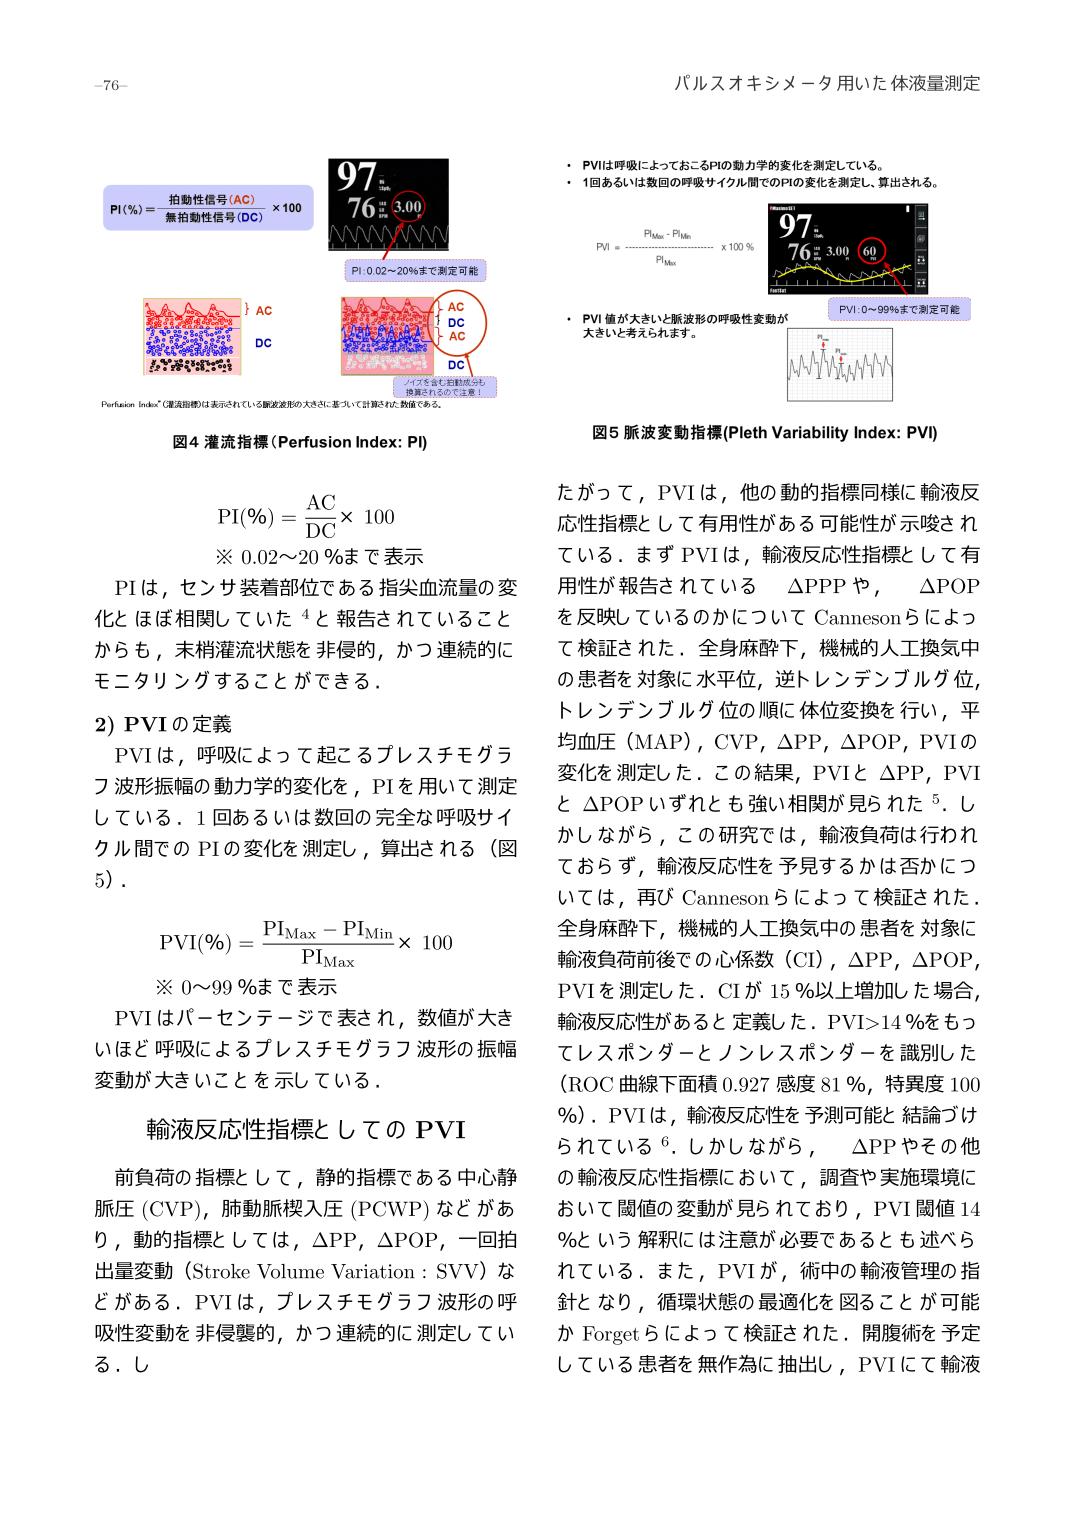 –76–
パルスオキシメータ用いた体液量測定
PI(%)＝ 拍動性信号(AC) ×100
無拍動性信号(DC)
97
76
3.00
PI:0.02〜20%まで測定可能
AC
DC
AC
DC
AC
DC
ノイズを含む拍動成分も
換算されるので注意！
Perfusion Index*(灌流指標)は表示されている脈波波形の大きさに基づいて計算された数値である。
図4 灌流指標（Perfusion Index: PI)
・ PVIは呼吸によっておこるPIの動力学的変化を測定している。
・ 1回あるいは数回の呼吸サイクル間でのPIの変化を測定し、算出される。
PI Max - PI Min
PVI = ---------------------- x 100 %
PI Max
97
76
3.00
60
PVI
PVI:0〜99%まで測定可能
・ PVI 値が大きいと脈波形の呼吸性変動が
大きいと考えられます。
図5 脈波変動指標(Pleth Variability Index: PVI)
PI(%) = AC/DC × 100
※ 0.02〜20 %まで表示
PIは，センサ装着部位である指尖血流量の変
化とほぼ相関していた 4 と報告されていること
からも，末梢灌流状態を非侵的，かつ連続的に
モニタリングすることができる．
2) PVIの定義
PVIは，呼吸によって起こるプレスチモグラ
フ波形振幅の動力学的変化を，PIを用いて測定
している．1 回あるいは数回の完全な呼吸サイ
クル間での PIの変化を測定し，算出される（図
5）．
PVI(%) = PIMax − PIMin / PIMax × 100
※ 0〜99 %まで表示
PVIはパーセンテージで表され，数値が大き
いほど呼吸によるプレスチモグラフ波形の振幅
変動が大きいことを示している．
輸液反応性指標としての PVI
前負荷の指標として，静的指標である中心静
脈圧 (CVP)，肺動脈楔入圧 (PCWP) などがあ
り，動的指標としては，ΔPP，ΔPOP，一回拍
出量変動（Stroke Volume Variation : SVV）な
どがある．PVIは，プレスチモグラフ波形の呼
吸性変動を非侵襲的，かつ連続的に測定してい
る．し
たがって，PVIは，他の動的指標同様に輸液反
応性指標として有用性がある可能性が示唆され
ている．まず PVIは，輸液反応性指標として有
用性が報告されている　ΔPPP や，　ΔPOP
を反映しているのかについて Cannesonらによっ
て検証された．全身麻酔下，機械的人工換気中
の患者を対象に水平位，逆トレンデンブルグ位，
トレンデンブルグ位の順に体位変換を行い，平
均血圧（MAP），CVP，ΔPP，ΔPOP，PVIの
変化を測定した．この結果，PVIと ΔPP，PVI
と ΔPOPいずれとも強い相関が見られた 5．し
かしながら，この研究では，輸液負荷は行われ
ておらず，輸液反応性を予見するかは否かにつ
いては，再び Cannesonらによって検証された．
全身麻酔下，機械的人工換気中の患者を対象に
輸液負荷前後での心係数（CI），ΔPP，ΔPOP，
PVIを測定した．CIが 15 %以上増加した場合，
輸液反応性があると定義した．PVI>14 %をもっ
てレスポンダーとノンレスポンダーを識別した
（ROC 曲線下面積 0.927 感度 81 %，特異度 100
%）．PVIは，輸液反応性を予測可能と結論づけ
られている 6．しかしながら，　ΔPPやその他
の輸液反応性指標において，調査や実施環境に
おいて閾値の変動が見られており，PVI 閾値 14
%という解釈には注意が必要であるとも述べら
れている．また，PVIが，術中の輸液管理の指
針となり，循環状態の最適化を図ることが可能
か Forgetらによって検証された．開腹術を予定
している患者を無作為に抽出し，PVIにて輸液